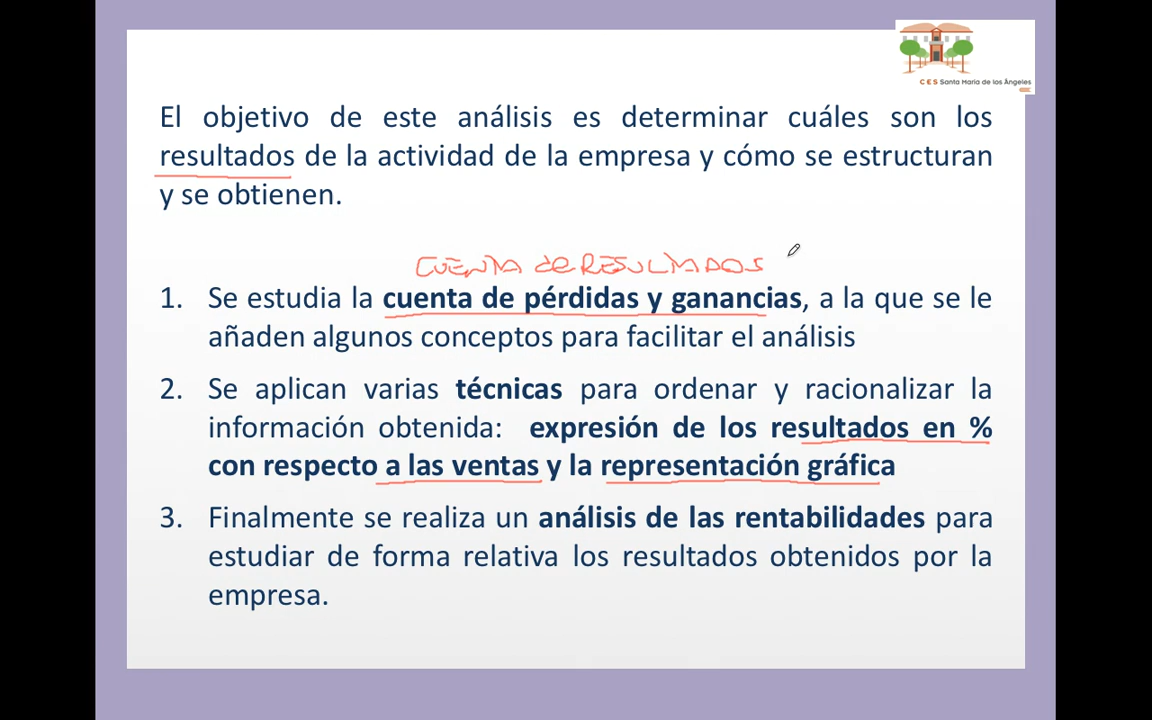 CES Santa María de los Ángeles
El objetivo de este análisis es determinar cuáles son los
resultados de la actividad de la empresa y cómo se estructuran
y se obtienen.
CUENTA de RESULTADOS
1. Se estudia la cuenta de pérdidas y ganancias, a la que se le
añaden algunos conceptos para facilitar el análisis
2. Se aplican varias técnicas para ordenar y racionalizar la
información obtenida: expresión de los resultados en %
con respecto a las ventas y la representación gráfica
3. Finalmente se realiza un análisis de las rentabilidades para
estudiar de forma relativa los resultados obtenidos por la
empresa.